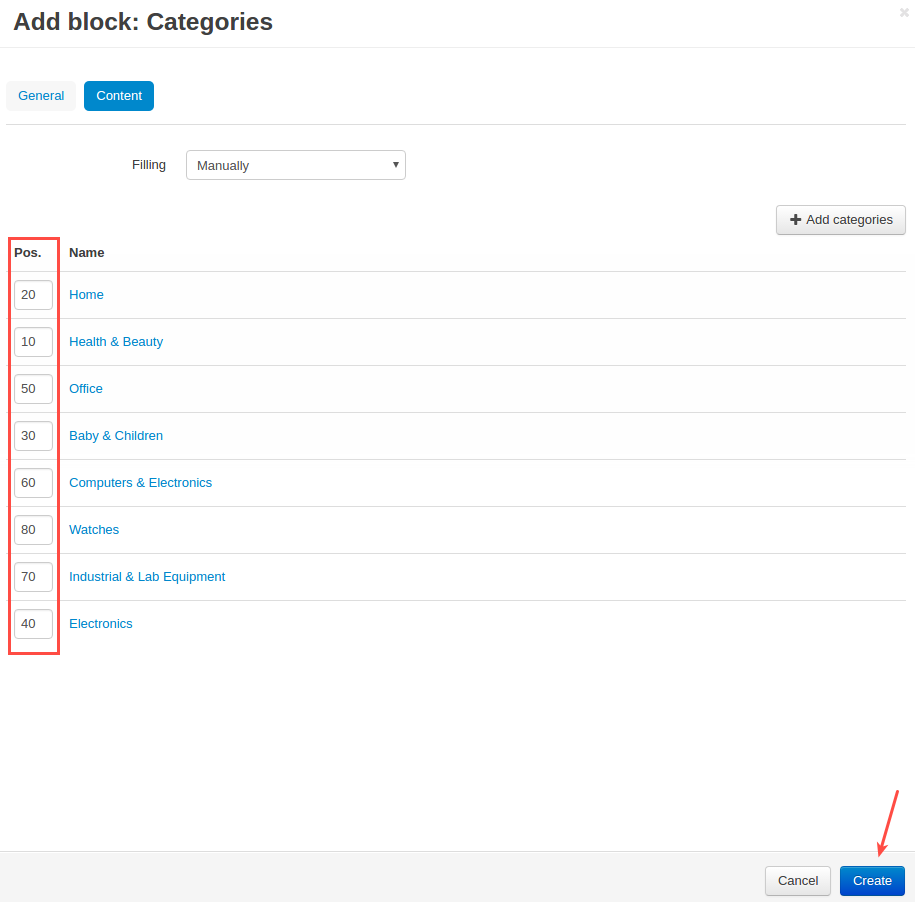 Add block: Categories
General Content
Filling Manually
Add categories
Pos. Name
20 Home
10 Health & Beauty
50 Office
30 Baby & Children
60 Computers & Electronics
80 Watches
70 Industrial & Lab Equipment
40 Electronics
Cancel Create